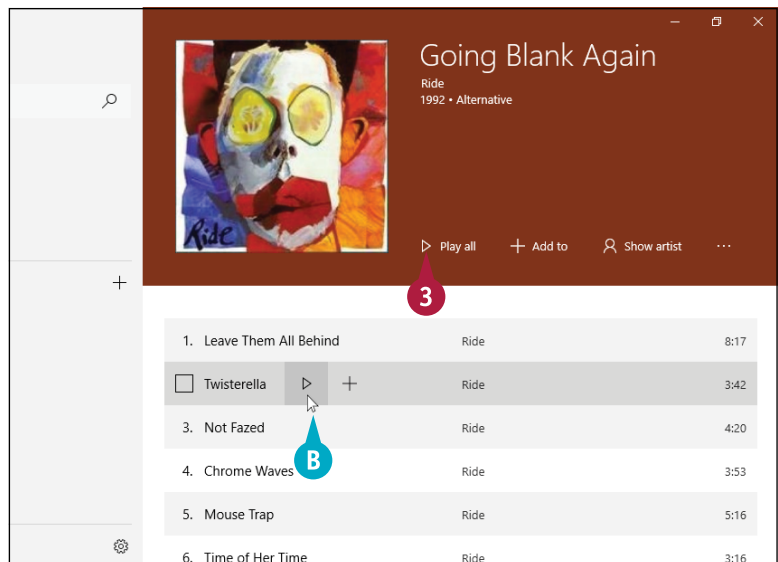 Going Blank Again
Ride
1992 • Alternative
Ride
Play all Add to Show artist ...
3
1. Leave Them All Behind Ride 8:17
Twisterella Ride 3:42
B
3. Not Fazed Ride 4:20
4. Chrome Waves Ride 3:53
5. Mouse Trap Ride 5:16
6. Time of Her Time Ride 3:16